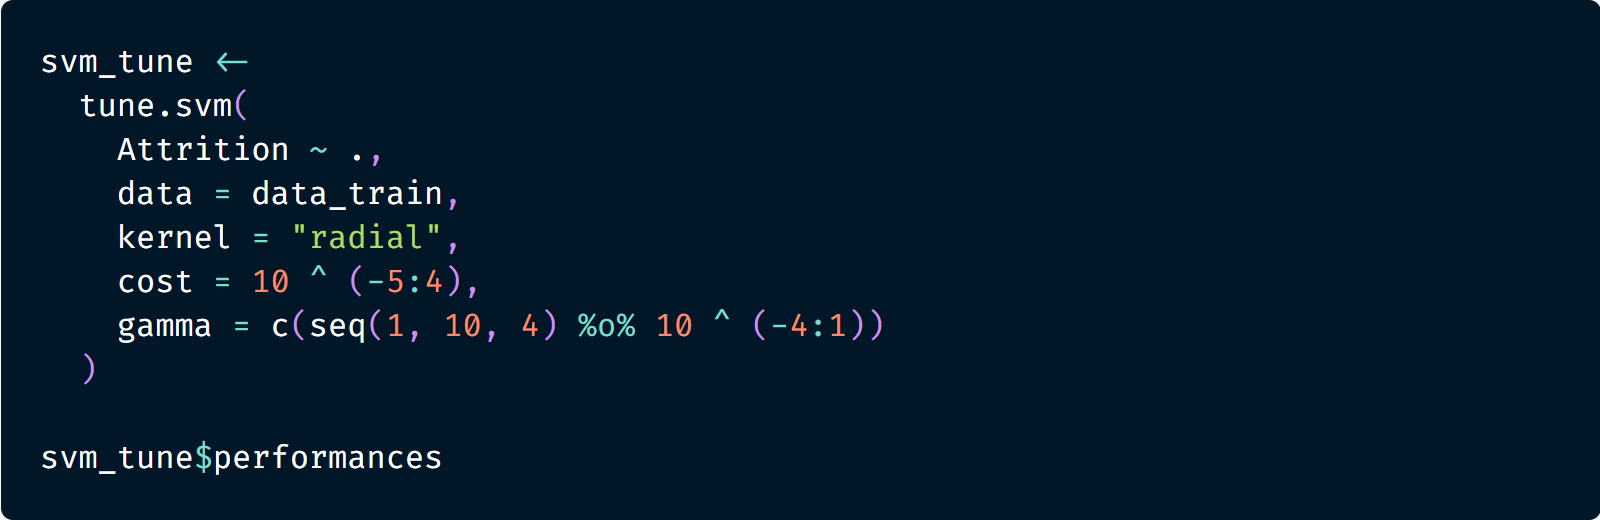 svm_tune <-
  tune.svm(
    Attrition ~ .,
    data = data_train,
    kernel = "radial",
    cost = 10 ^ (-5:4),
    gamma = c(seq(1, 10, 4) %o% 10 ^ (-4:1))
  )
svm_tune$performances